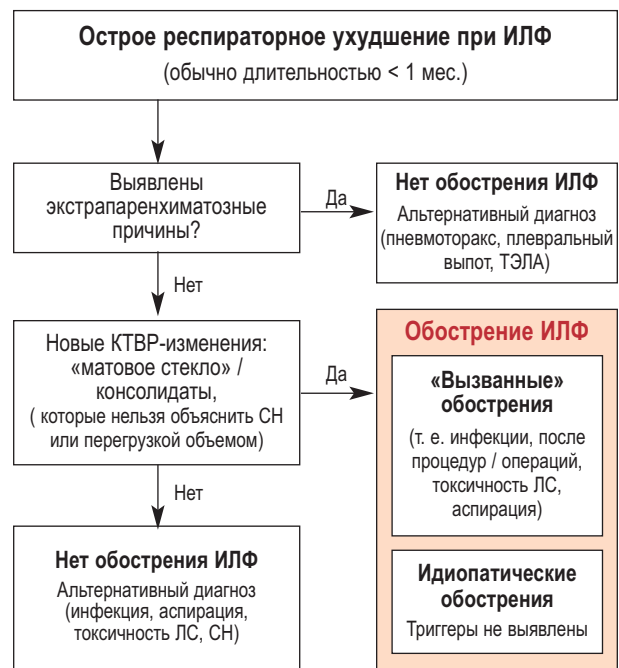 Острое респираторное ухудшение при ИЛФ
(обычно длительностью < 1 мес.)
Выявлены
экстрапаренхиматозные
причины?
Да
Нет обострения ИЛФ
Альтернативный диагноз
(пневмоторакс, плевральный
выпот, ТЭЛА)
Нет
Новые КТВР-изменения:
«матовое стекло» /
консолидаты,
( которые нельзя объяснить СН
или перегрузкой объемом)
Да
Обострение ИЛФ
«Вызванные»
обострения
(т. е. инфекции, после
процедур / операций,
токсичность ЛС,
аспирация)
Идиопатические
обострения
Триггеры не выявлены
Нет
Нет обострения ИЛФ
Альтернативный диагноз
(инфекция, аспирация,
токсичность ЛС, СН)